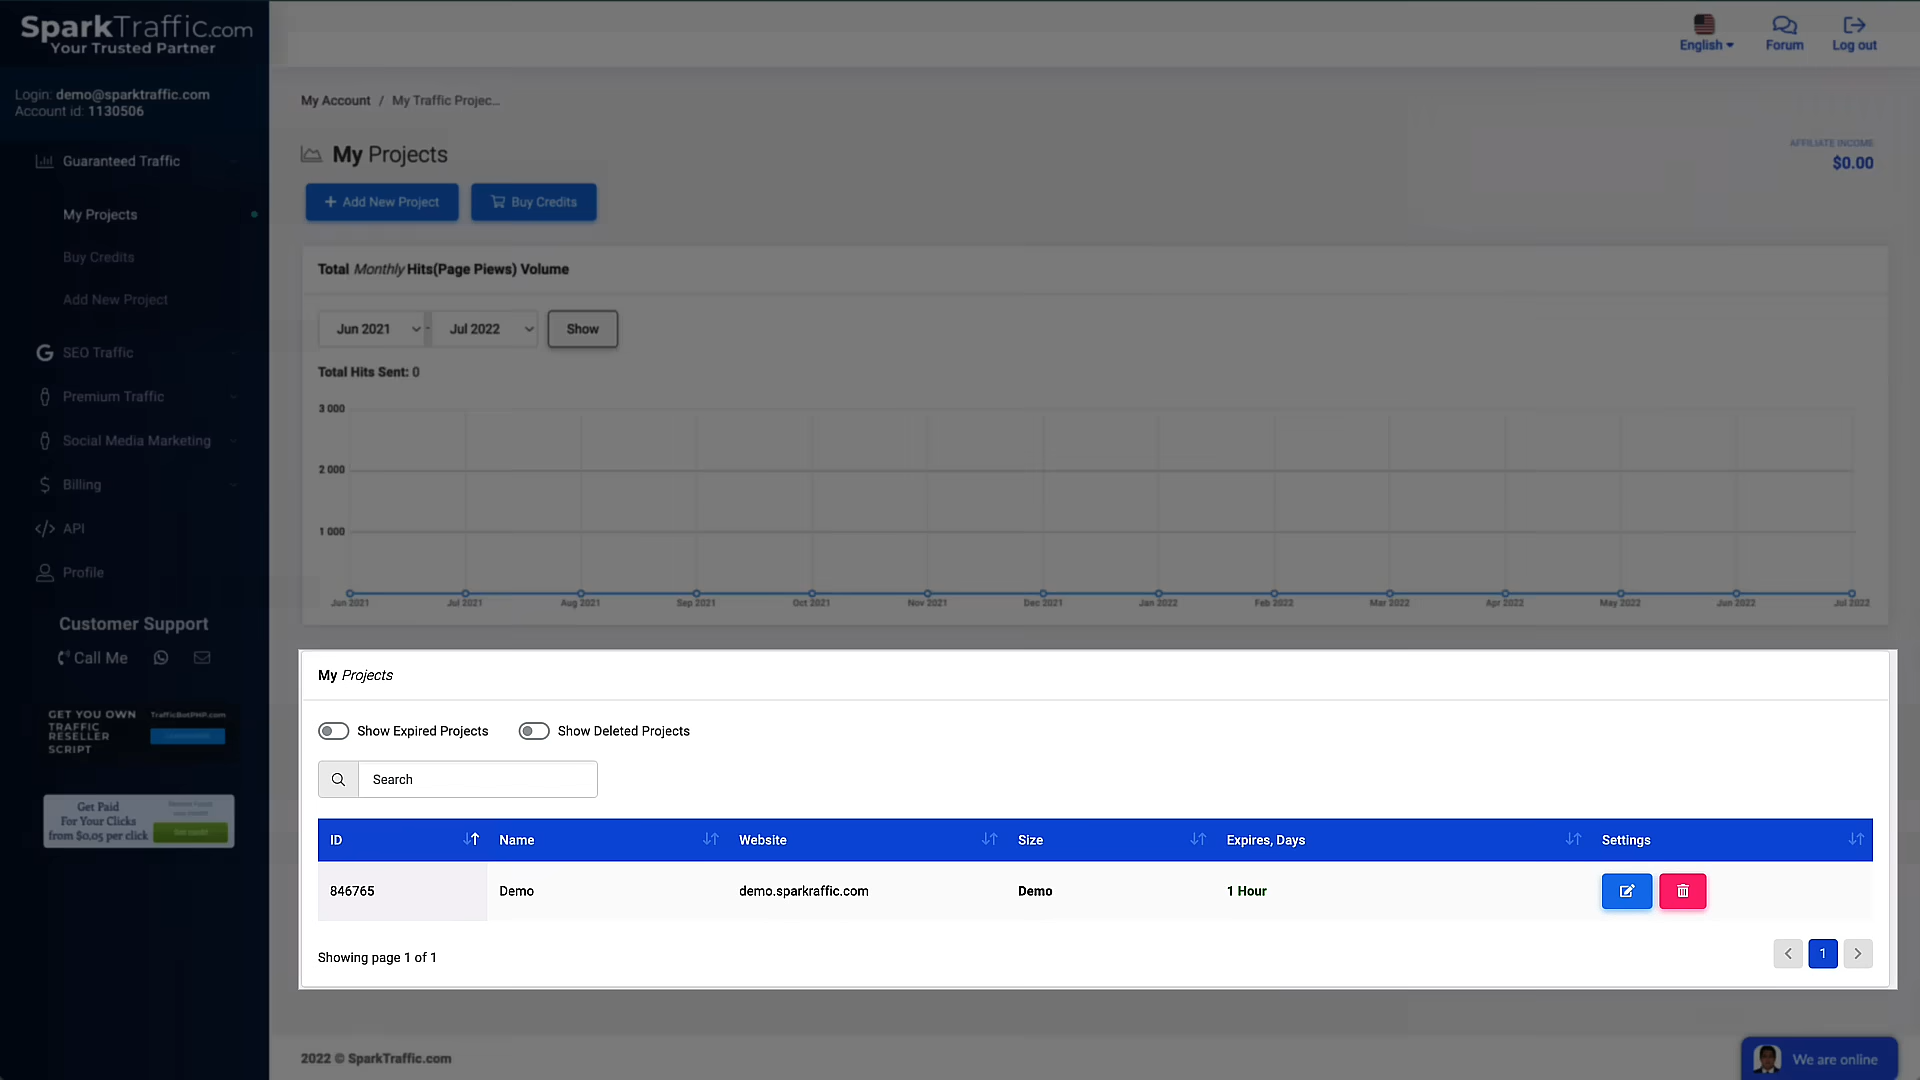 SparkTraffic.com
Your Trusted Partner
Login: demo@sparktraffic.com
Account id: 1130506
Guaranteed Traffic
My Projects
Buy Credits
Add New Project
SEO Traffic
Premium Traffic
Social Media Marketing
Billing
API
Profile
Customer Support
Call Me
GET YOU OWN
TRAFFIC
RESELLER
SCRIPT
TrafficBotPHP.com
Get Paid
For Your Clicks
from $0,05 per click
English
Forum
Log out
My Account / My Traffic Projec...
My Projects
AFFILIATE INCOME
$0.00
+ Add New Project
Buy Credits
Total Monthly Hits(Page Piews) Volume
Jun 2021 - Jul 2022 Show
Total Hits Sent: 0
3 000
2 000
1 000
Jun 2021 Jul 2021 Aug 2021 Sep 2021 Oct 2021 Nov 2021 Dec 2021 Jan 2022 Feb 2022 Mar 2022 Apr 2022 May 2022 Jun 2022 Jul 2022
My Projects
Show Expired Projects Show Deleted Projects
Search
ID Name Website Size Expires, Days Settings
846765 Demo demo.sparkraffic.com Demo 1 Hour
Showing page 1 of 1
1
2022 © SparkTraffic.com
We are online